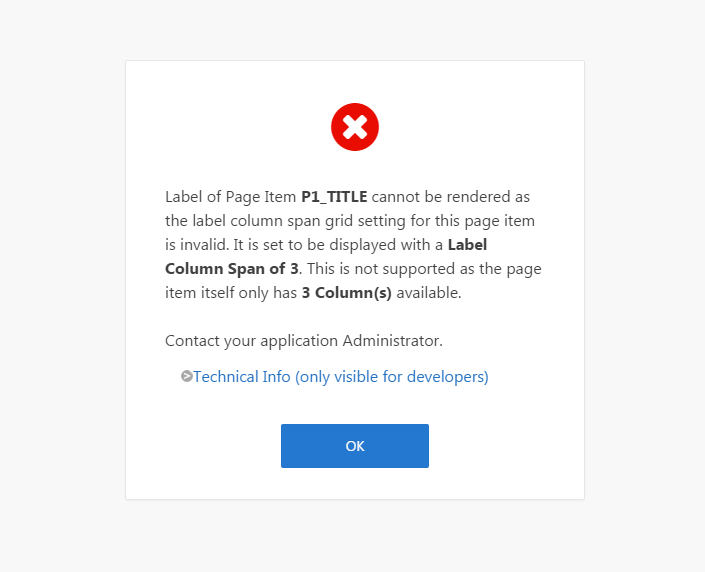 Label of Page Item P1_TITLE cannot be rendered as
the label column span grid setting for this page item
is invalid. It is set to be displayed with a Label
Column Span of 3. This is not supported as the page
item itself only has 3 Column(s) available.
Contact your application Administrator.
Technical Info (only visible for developers)
OK